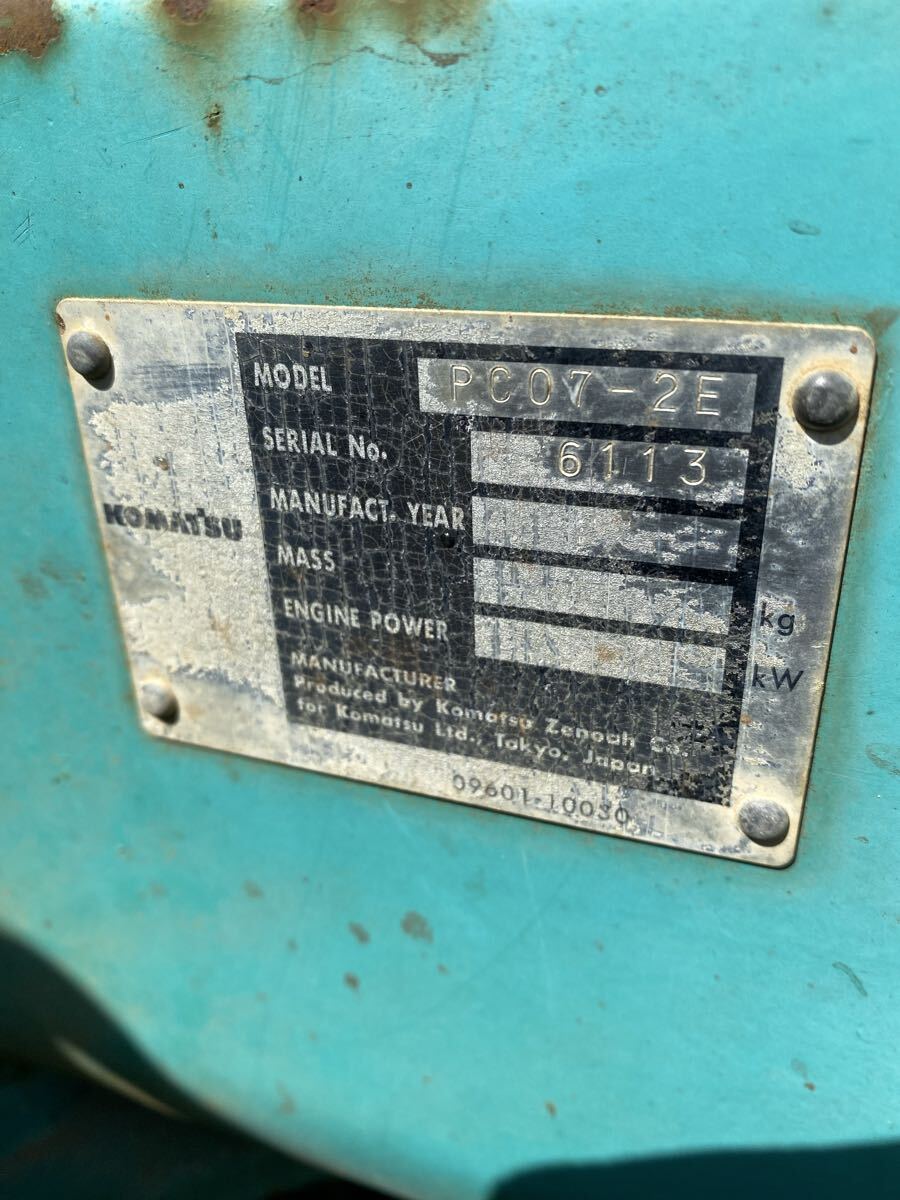 KOMATSU
MODEL PC07-2E
SERIAL No. 6113
MANUFACT. YEAR
MASS kg
ENGINE POWER kW
MANUFACTURER
Produced by Komatsu Zenoah Co.,
for Komatsu Ltd., Tokyo, Japan
09601-10030